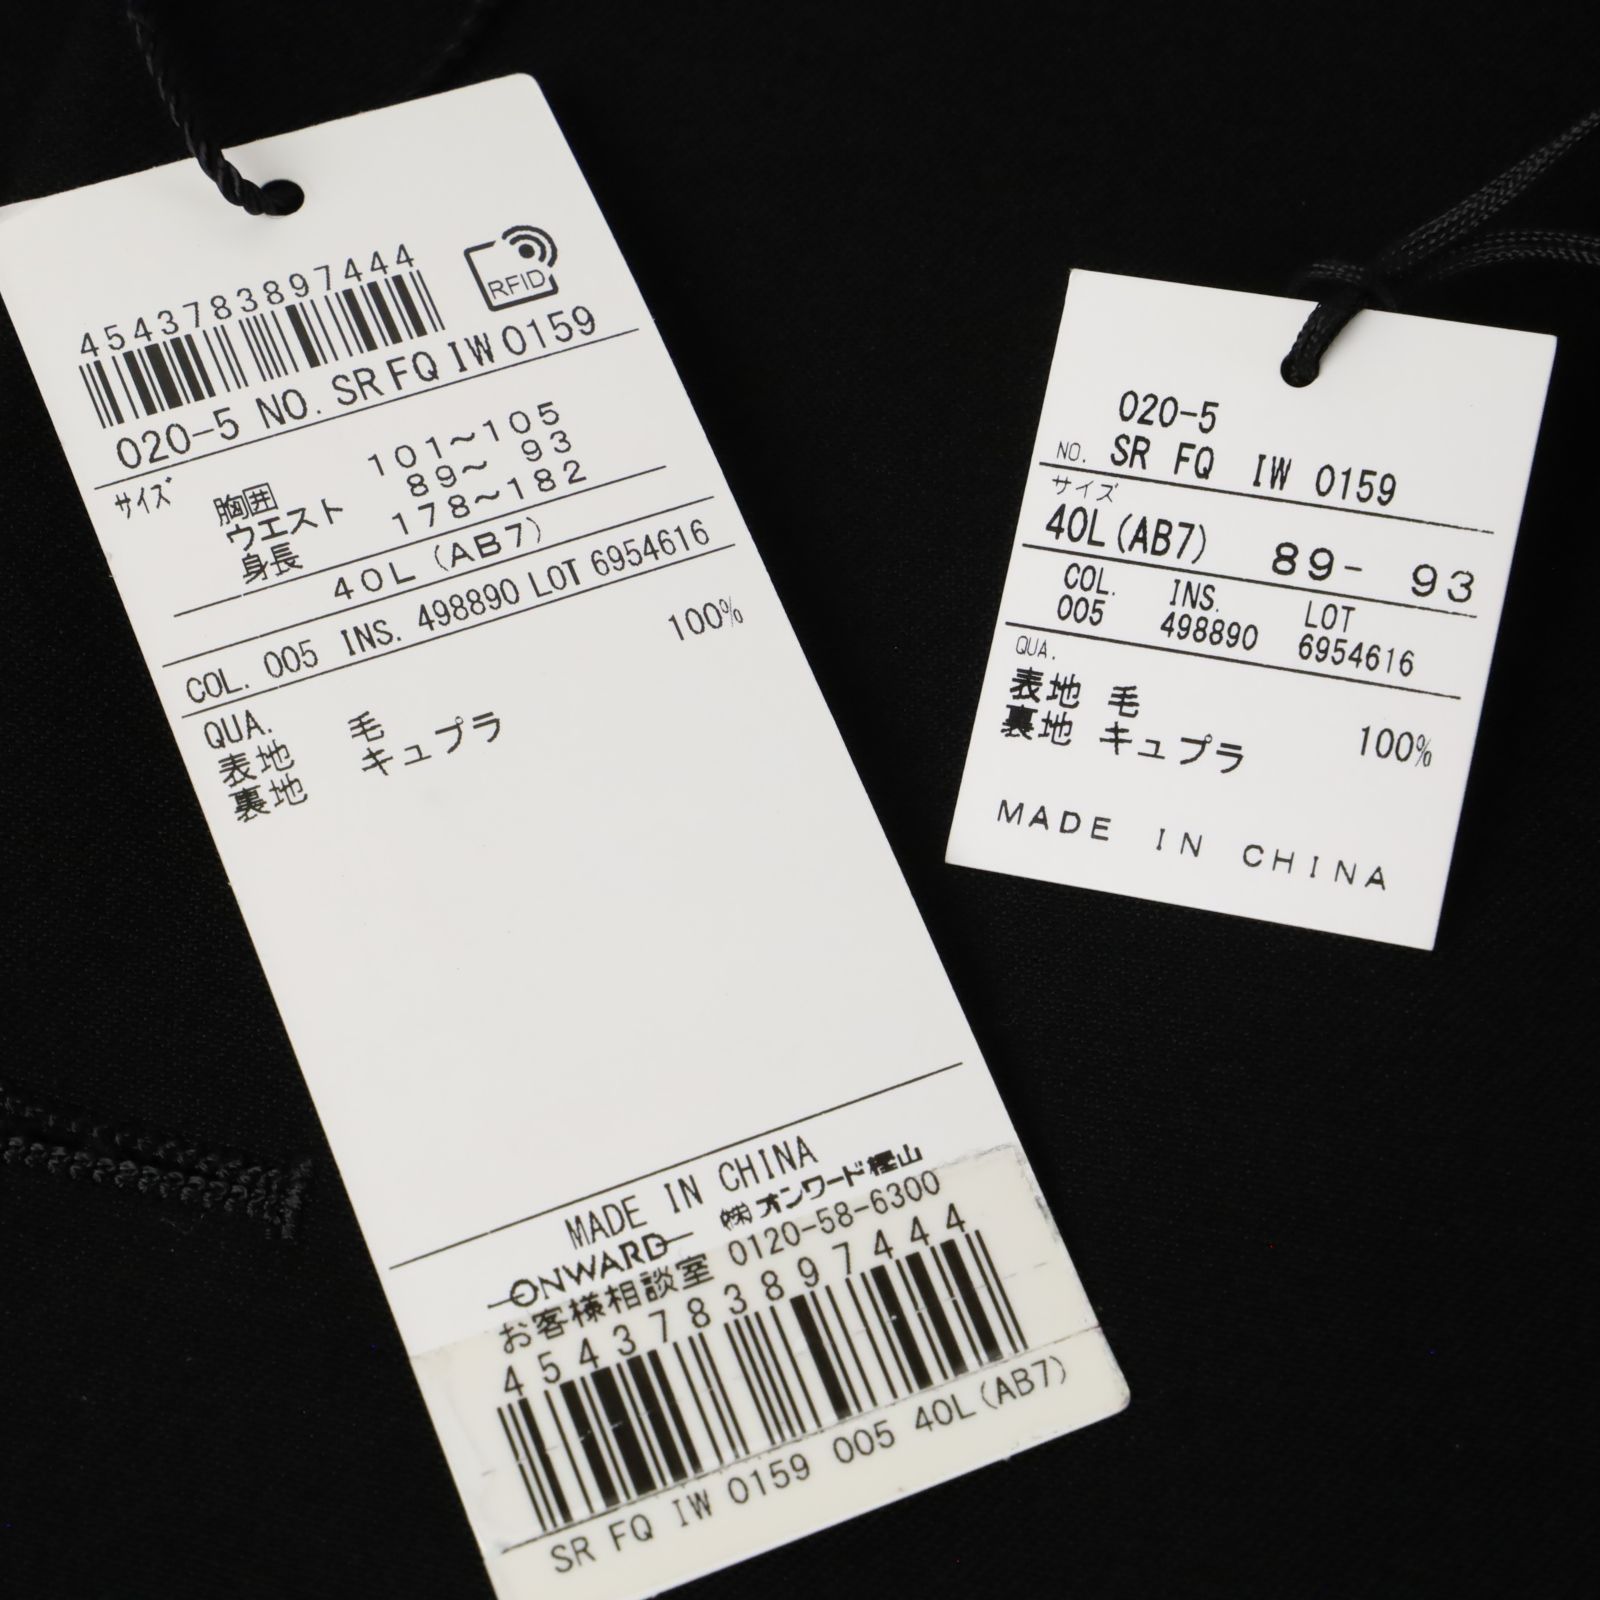 4543783897444
RFID
020-5 NO. SR FQ IW 0159
サイズ
胸囲 101～105
ウエスト 89～ 93
身長 178～182
40L (AB7)
COL. 005 INS. 498890 LOT 6954616
QUA.
表地 毛 100%
裏地 キュプラ
MADE IN CHINA
ONWARD ㈱オンワード樫山
お客様相談室 0120-58-6300
4543783897444
SR FQ IW 0159 005 40L(AB7)
020-5
NO. SR FQ IW 0159
サイズ
40L(AB7) 89- 93
COL. INS. LOT
005 498890 6954616
QUA.
表地 毛 100%
裏地 キュプラ
MADE IN CHINA